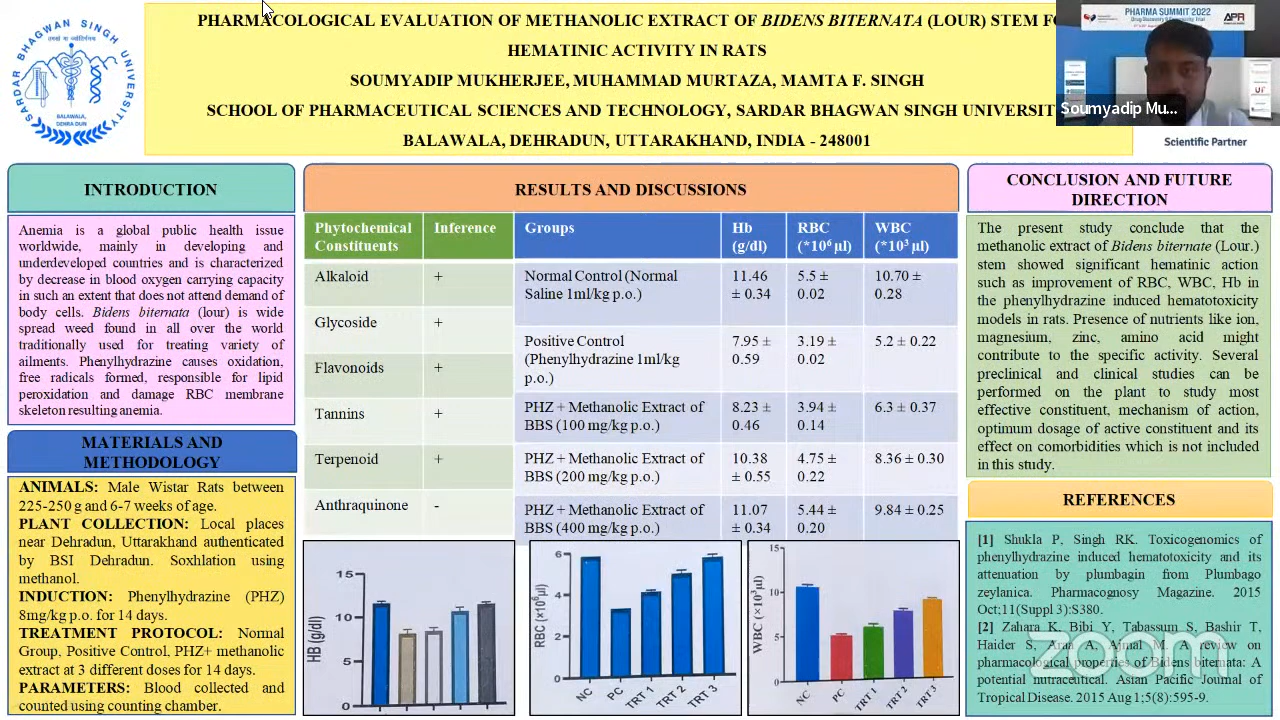 PHARMACOLOGICAL EVALUATION OF METHANOLIC EXTRACT OF BIDENS BITERNATA (LOUR) STEM FO
HEMATINIC ACTIVITY IN RATS
SOUMYADIP MUKHERJEE, MUHAMMAD MURTAZA, MAMTA F. SINGH
SCHOOL OF PHARMACEUTICAL SCIENCES AND TECHNOLOGY, SARDAR BHAGWAN SINGH UNIVERSIT
BALAWALA, DEHRADUN, UTTARAKHAND, INDIA - 248001
SARDAR BHAGWAN SINGH UNIVERSITY
BALAWALA,
DEHRA DUN
PHARMA SUMMIT 2022
APR
Soumyadip Mu...
Scientific Partner
INTRODUCTION
Anemia is a global public health issue
worldwide, mainly in developing and
underdeveloped countries and is characterized
by decrease in blood oxygen carrying capacity
in such an extent that does not attend demand of
body cells. Bidens biternata (lour) is wide
spread weed found in all over the world
traditionally used for treating variety of
ailments. Phenylhydrazine causes oxidation,
free radicals formed, responsible for lipid
peroxidation and damage RBC membrane
skeleton resulting anemia.
MATERIALS AND
METHODOLOGY
ANIMALS: Male Wistar Rats between
225-250 g and 6-7 weeks of age.
PLANT COLLECTION: Local places
near Dehradun, Uttarakhand authenticated
by BSI Dehradun. Soxhlation using
methanol.
INDUCTION: Phenylhydrazine (PHZ)
8mg/kg p.o. for 14 days.
TREATMENT PROTOCOL: Normal
Group, Positive Control, PHZ+ methanolic
extract at 3 different doses for 14 days.
PARAMETERS: Blood collected and
counted using counting chamber.
RESULTS AND DISCUSSIONS
Phytochemical Inference
Constituents
Alkaloid +
Glycoside +
Flavonoids +
Tannins +
Terpenoid +
Anthraquinone -
Groups Hb RBC WBC
(g/dl) (*10⁶ µl) (*10³ µl)
Normal Control (Normal 11.46 5.5 ± 10.70 ±
Saline 1ml/kg p.o.) ± 0.34 0.02 0.28
Positive Control 7.95 ± 3.19 ± 5.2 ± 0.22
(Phenylhydrazine 1ml/kg 0.59 0.02
p.o.)
PHZ + Methanolic Extract of 8.23 ± 3.94 ± 6.3 ± 0.37
BBS (100 mg/kg p.o.) 0.46 0.14
PHZ + Methanolic Extract of 10.38 4.75 ± 8.36 ± 0.30
BBS (200 mg/kg p.o.) ± 0.55 0.22
PHZ + Methanolic Extract of 11.07 5.44 ± 9.84 ± 0.25
BBS (400 mg/kg p.o.) ± 0.34 0.20
HB (g/dl)
15
10
5
0
RBC (×10⁶µl)
6
4
2
0
NC PC TRT 1 TRT 2 TRT 3
WBC (×10³µl)
15
10
5
0
NC PC TRT 1 TRT 2 TRT 3
CONCLUSION AND FUTURE
DIRECTION
The present study conclude that the
methanolic extract of Bidens biternate (Lour.)
stem showed significant hematinic action
such as improvement of RBC, WBC, Hb in
the phenylhydrazine induced hematotoxicity
models in rats. Presence of nutrients like ion,
magnesium, zinc, amino acid might
contribute to the specific activity. Several
preclinical and clinical studies can be
performed on the plant to study most
effective constituent, mechanism of action,
optimum dosage of active constituent and its
effect on comorbidities which is not included
in this study.
REFERENCES
[1] Shukla P, Singh RK. Toxicogenomics of
phenylhydrazine induced hematotoxicity and its
attenuation by plumbagin from Plumbago
zeylanica. Pharmacognosy Magazine. 2015
Oct;11(Suppl 3):S380.
[2] Zahara K, Bibi Y, Tabassum S, Bashir T,
Haider S, Araa A, Ajmal M. A review on
pharmacological properties of Bidens biternata: A
potential nutraceutical. Asian Pacific Journal of
Tropical Disease. 2015 Aug 1;5(8):595-9.
zoom